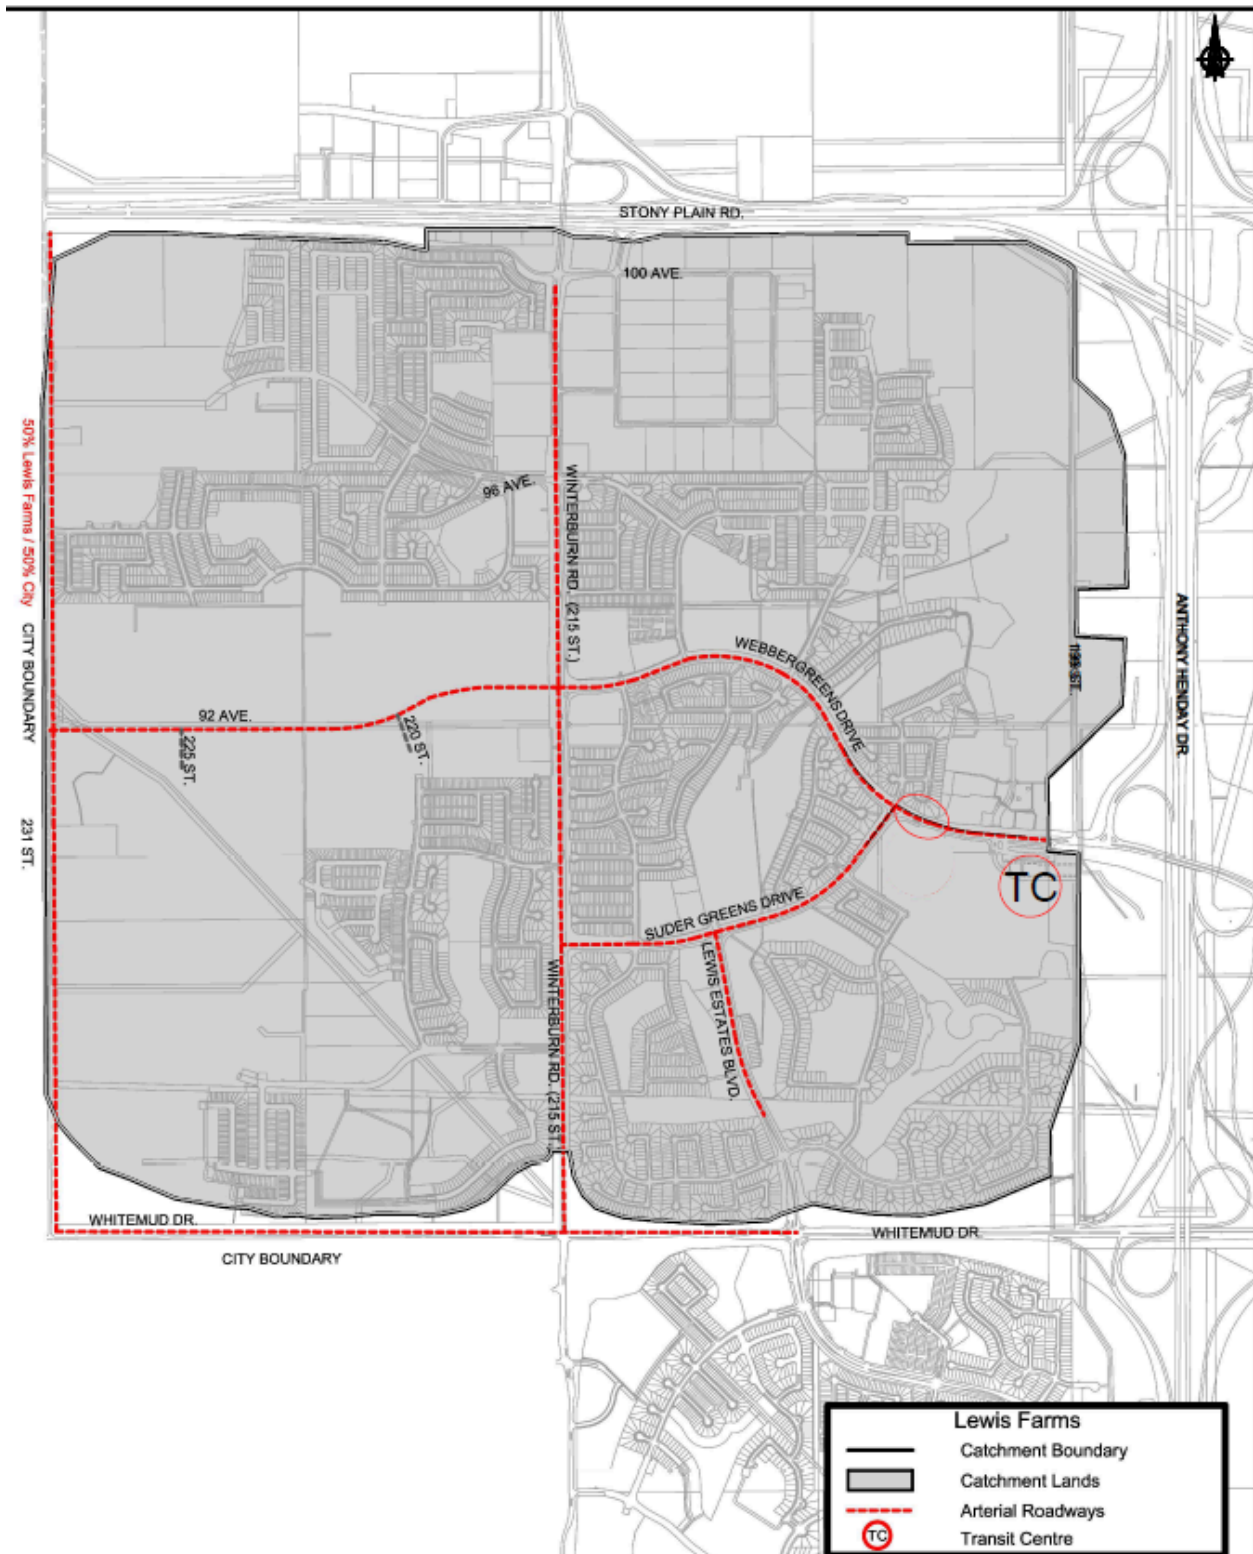 STONY PLAIN RD.
100 AVE.
96 AVE.
WINTERBURN RD. (215 ST.)
50% Lewis Farms / 50% City CITY BOUNDARY 231 ST.
ANTHONY HENDAY DR.
WEBBERGREENS DRIVE
199 ST.
92 AVE.
220 ST.
225 ST.
TC
SUDER GREENS DRIVE
LEWIS ESTATES BLVD.
WINTERBURN RD. (215 ST.)
WHITEMUD DR.
WHITEMUD DR.
CITY BOUNDARY
Lewis Farms
Catchment Boundary
Catchment Lands
Arterial Roadways
TC Transit Centre